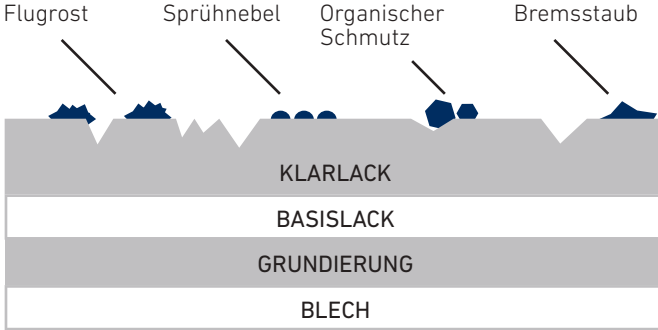 Flugrost
Sprühnebel
Organischer
Schmutz
Bremsstaub
KLARLACK
BASISLACK
GRUNDIERUNG
BLECH